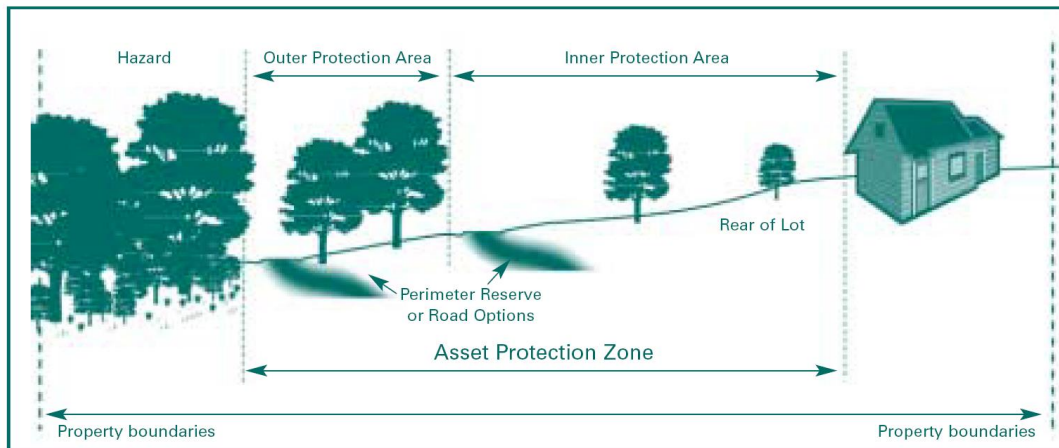 Hazard
Outer Protection Area
Inner Protection Area
Rear of Lot
Perimeter Reserve
or Road Options
Asset Protection Zone
Property boundaries
Property boundaries